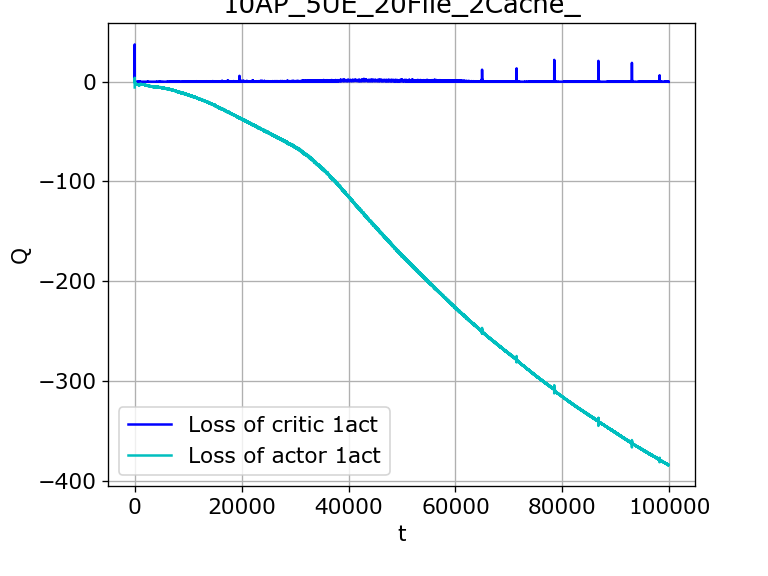 10AP_5UE_20File_2Cache_
0
−100
−200
−300
−400
Q
Loss of critic 1act
Loss of actor 1act
0 20000 40000 60000 80000 100000
t